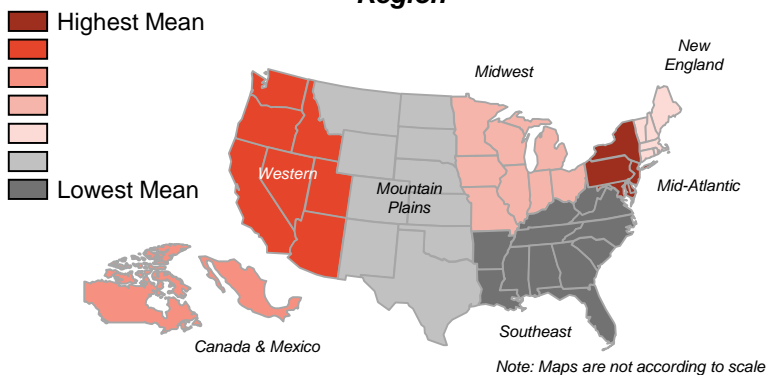 Region
Highest Mean
Lowest Mean
Midwest
New
England
Western
Mountain
Plains
Mid-Atlantic
Southeast
Canada & Mexico
Note: Maps are not according to scale